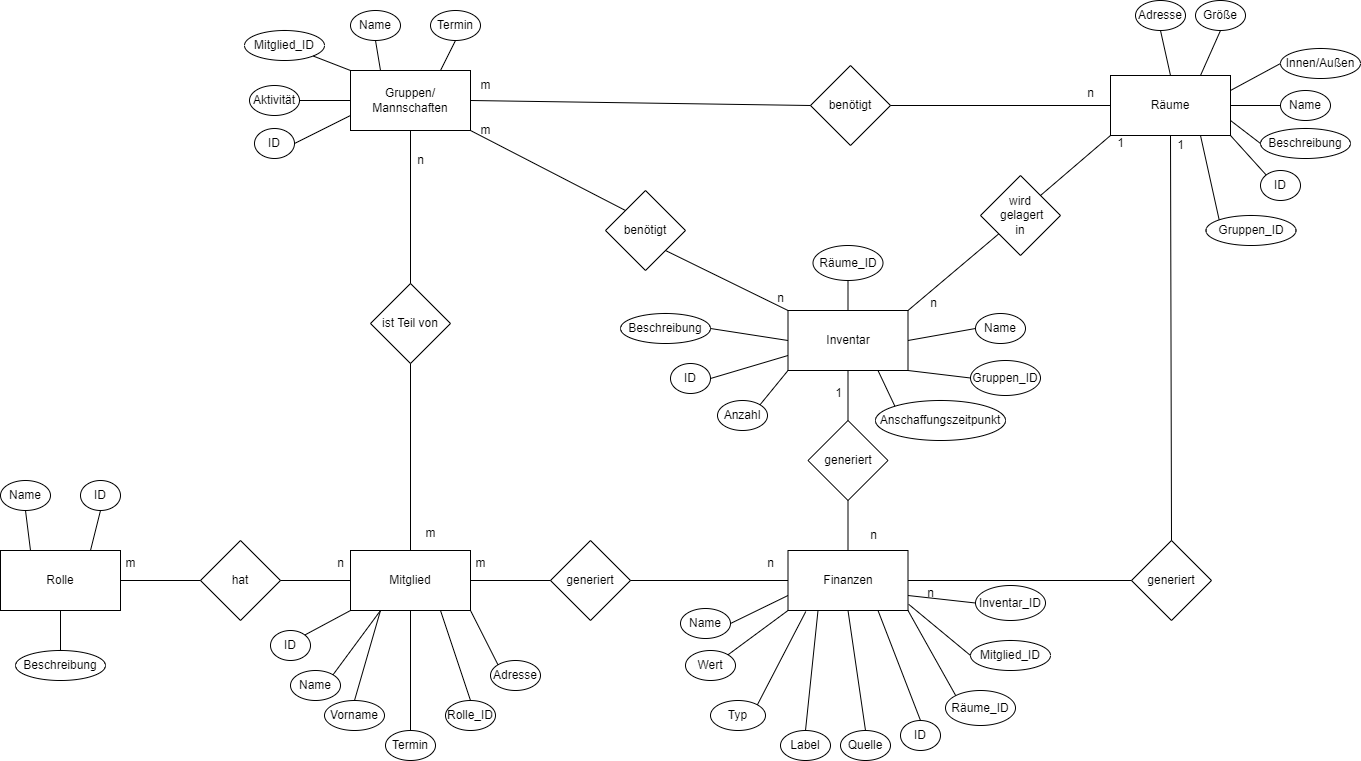 Name
Termin
Mitglied_ID
Aktivität
ID
Gruppen/
Mannschaften
m
m
n
benötigt
n
Adresse
Größe
Innen/Außen
Räume
Name
Beschreibung
ID
Gruppen_ID
1
1
benötigt
n
wird
gelagert
in
n
Räume_ID
Beschreibung
Inventar
Name
ID
Gruppen_ID
Anzahl
Anschaffungszeitpunkt
1
ist Teil von
m
generiert
n
Name
ID
Rolle
m
hat
n
Mitglied
m
generiert
n
Finanzen
n
generiert
Beschreibung
ID
Name
Vorname
Termin
Rolle_ID
Adresse
Name
Wert
Typ
Label
Quelle
ID
Räume_ID
Mitglied_ID
Inventar_ID